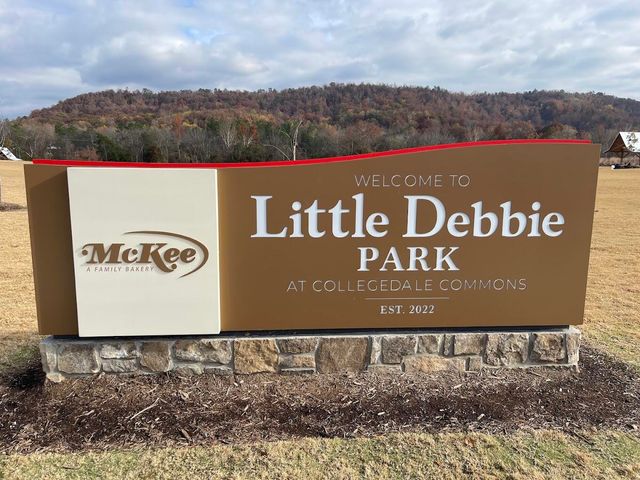 McKee
A FAMILY BAKERY
WELCOME TO
Little Debbie
PARK
AT COLLEGEDALE COMMONS
EST. 2022